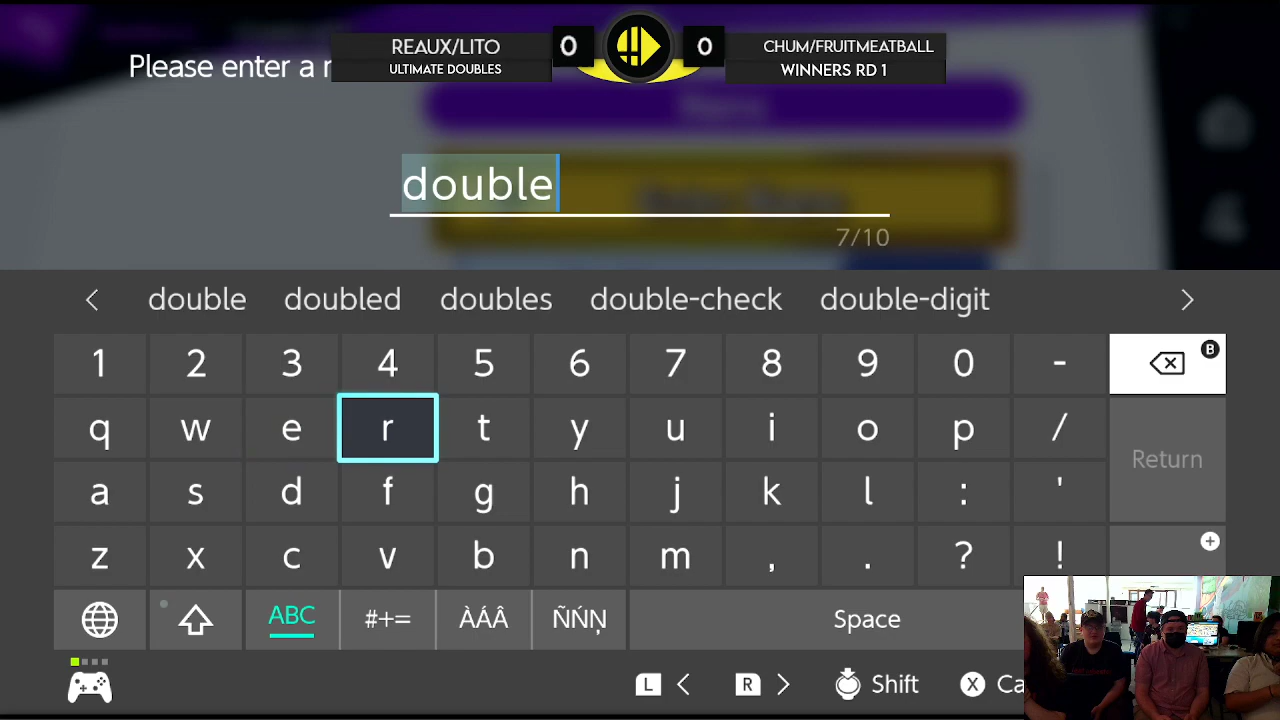 REAUX/LITO
ULTIMATE DOUBLES
0
0
CHUM/FRUITMEATBALL
WINNERS RD 1
Please enter a n
double
7/10
double doubled doubles double-check double-digit
1 2 3 4 5 6 7 8 9 0 - B
q w e r t y u i o p /
Return
a s d f g h j k l : '
z x c v b n m , . ? ! +
ABC #+= ÀÁÂ ÑŃŅ Space
L R Shift X Ca